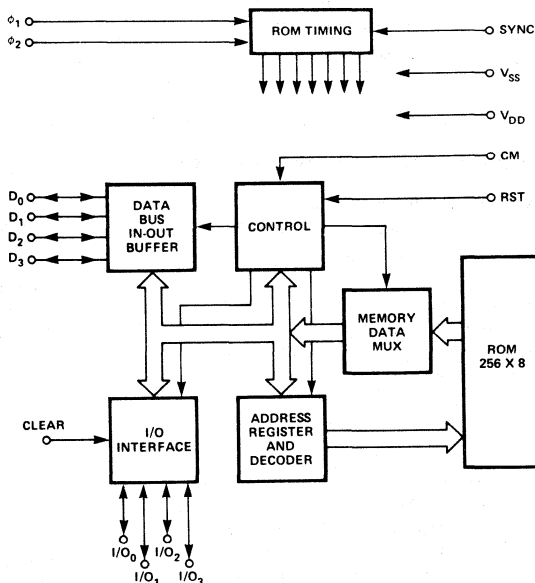 ϕ1
ϕ2
ROM TIMING
SYNC
VSS
VDD
CM
RST
D0
D1
D2
D3
DATA
BUS
IN-OUT
BUFFER
CONTROL
MEMORY
DATA
MUX
ROM
256 X 8
CLEAR
I/O
INTERFACE
ADDRESS
REGISTER
AND
DECODER
I/O0
I/O1
I/O2
I/O3